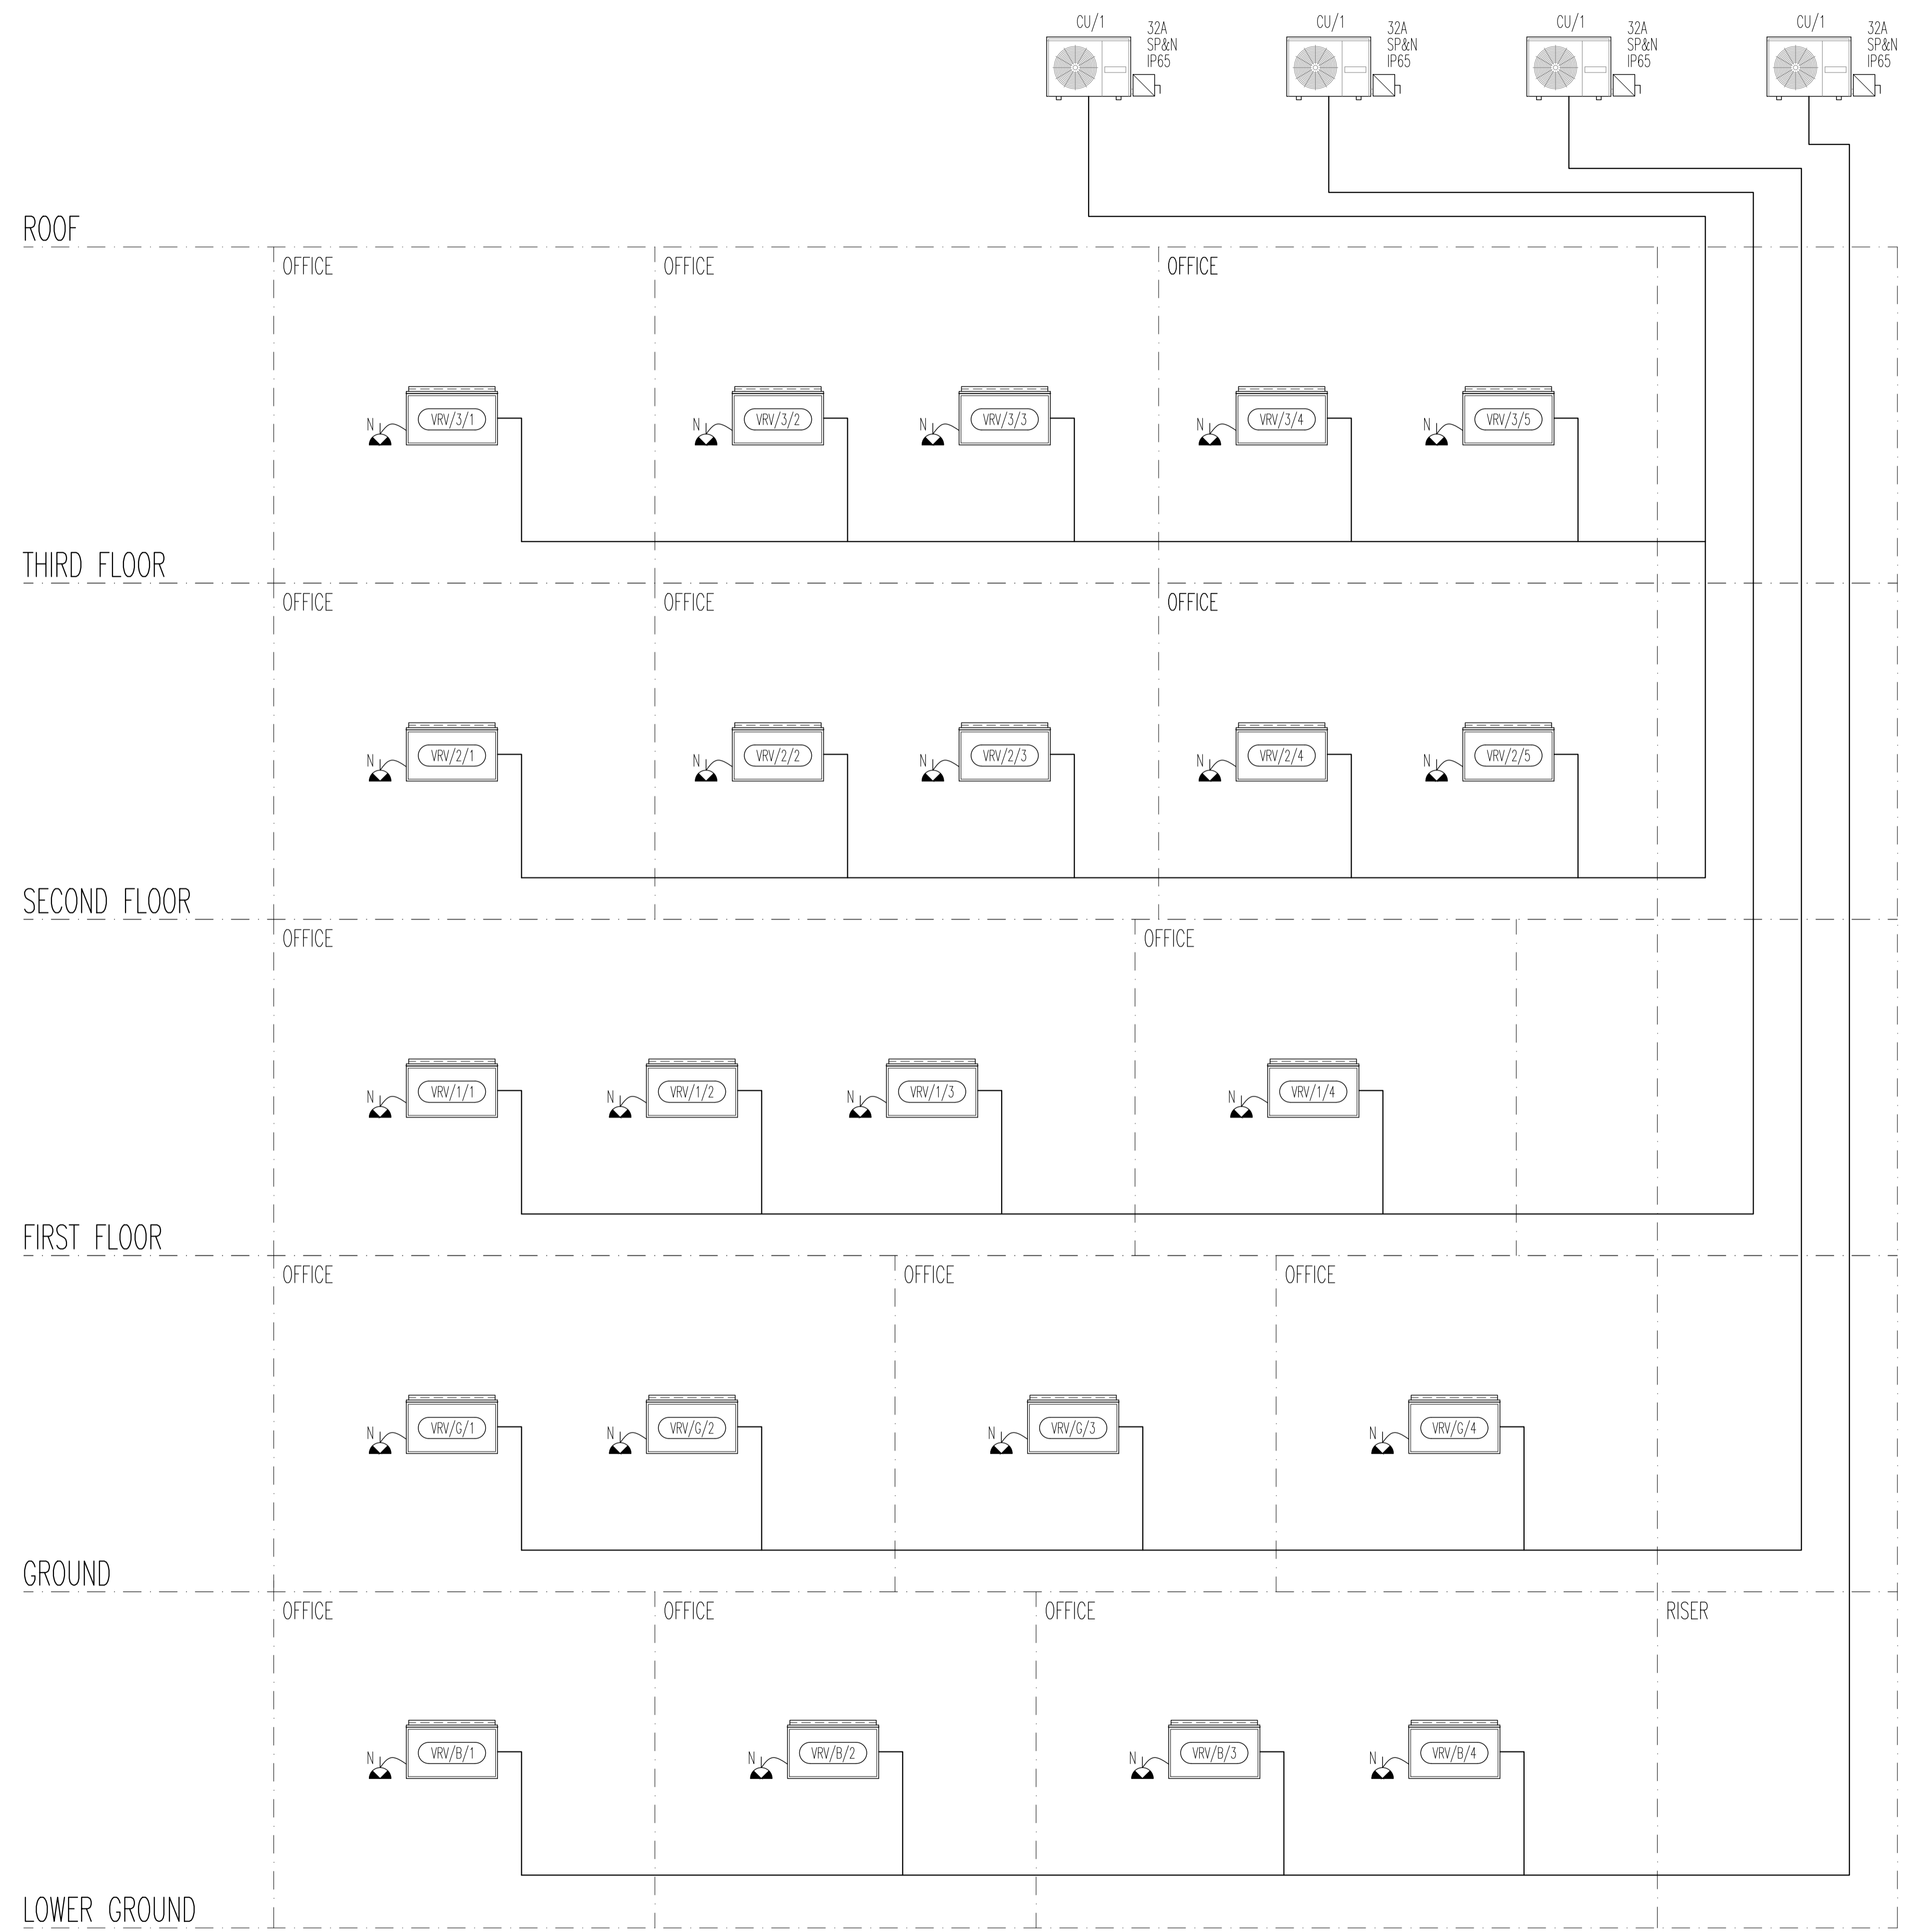 CU/1
32A
SP&N
IP65
CU/1
32A
SP&N
IP65
CU/1
32A
SP&N
IP65
CU/1
32A
SP&N
IP65
ROOF
OFFICE OFFICE OFFICE
N VRV/3/1 N VRV/3/2 N VRV/3/3 N VRV/3/4 N VRV/3/5
THIRD FLOOR
OFFICE OFFICE OFFICE
N VRV/2/1 N VRV/2/2 N VRV/2/3 N VRV/2/4 N VRV/2/5
SECOND FLOOR
OFFICE OFFICE
N VRV/1/1 N VRV/1/2 N VRV/1/3 N VRV/1/4
FIRST FLOOR
OFFICE OFFICE OFFICE
N VRV/G/1 N VRV/G/2 N VRV/G/3 N VRV/G/4
GROUND
OFFICE OFFICE OFFICE RISER
N VRV/B/1 N VRV/B/2 N VRV/B/3 N VRV/B/4
LOWER GROUND